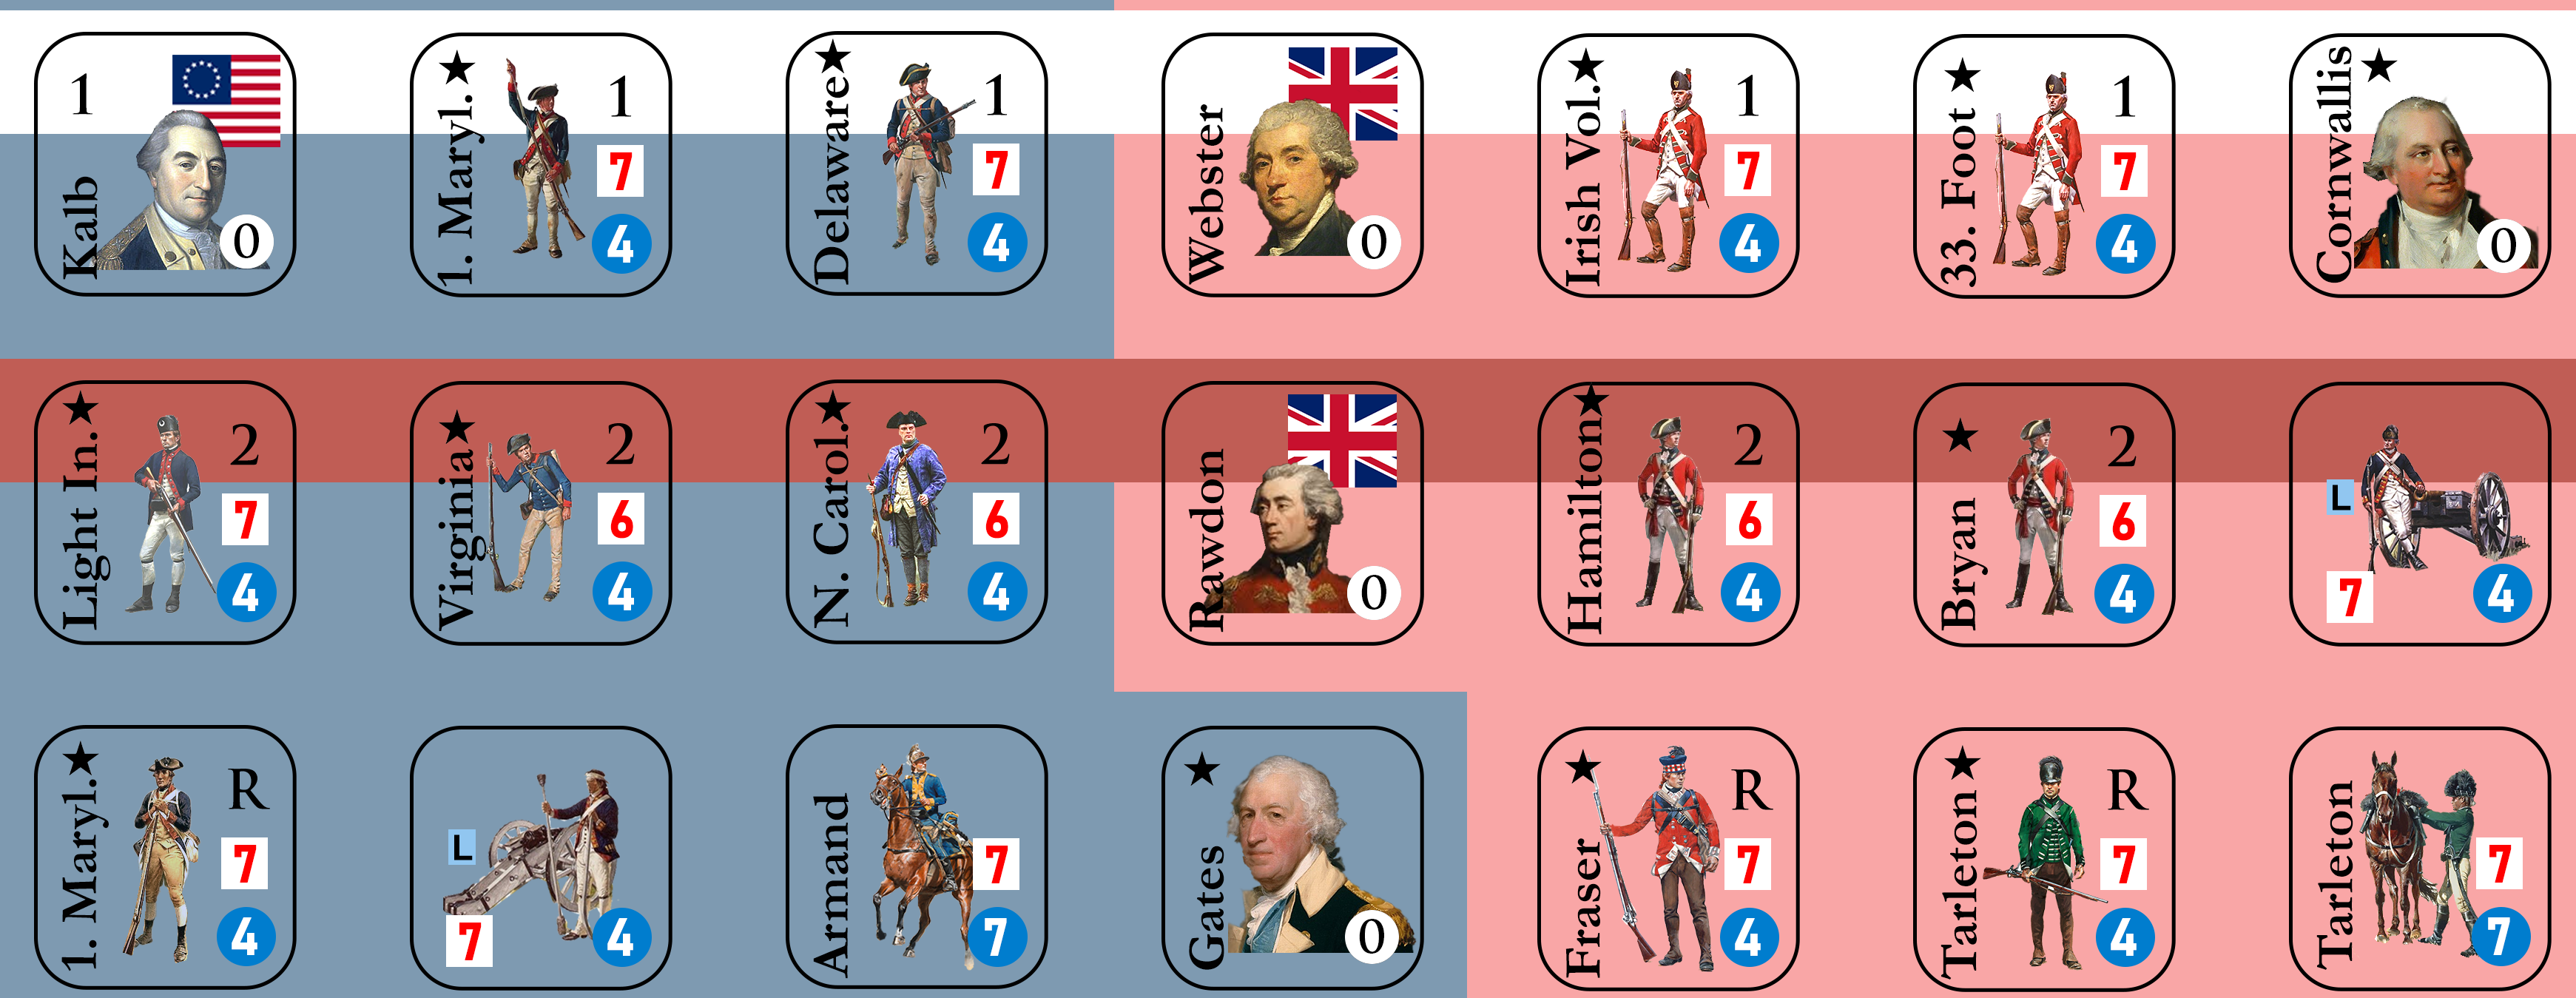 1
Kalb
0
1. Maryl.★
1
7
4
Delaware★
1
7
4
Webster
0
Irish Vol.★
1
7
4
33. Foot ★
1
7
4
Cornwallis ★
0
Light In.★
2
7
4
Virginia★
2
6
4
N. Carol.★
2
6
4
Rawdon
0
Hamilton★
2
6
4
Bryan ★
2
6
4
L
7
4
1. Maryl.★
R
7
4
L
7
4
Armand
7
7
Gates ★
0
Fraser ★
R
7
4
Tarleton ★
R
7
4
Tarleton
7
7